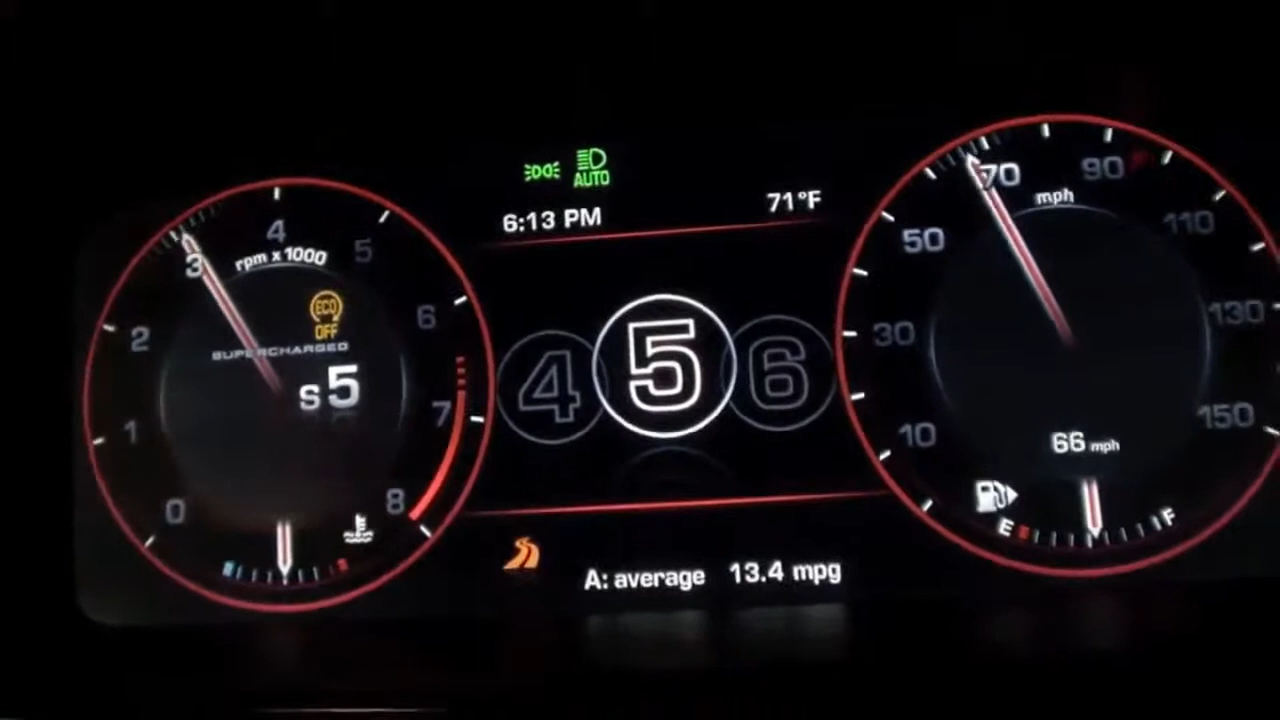 AUTO
6:13 PM
71°F
0
1
2
3
4
5
6
7
8
rpm x 1000
ECO
OFF
SUPERCHARGED
S 5
4
5
6
10
30
50
70
90
110
130
150
mph
66 mph
E
F
A: average 13.4 mpg